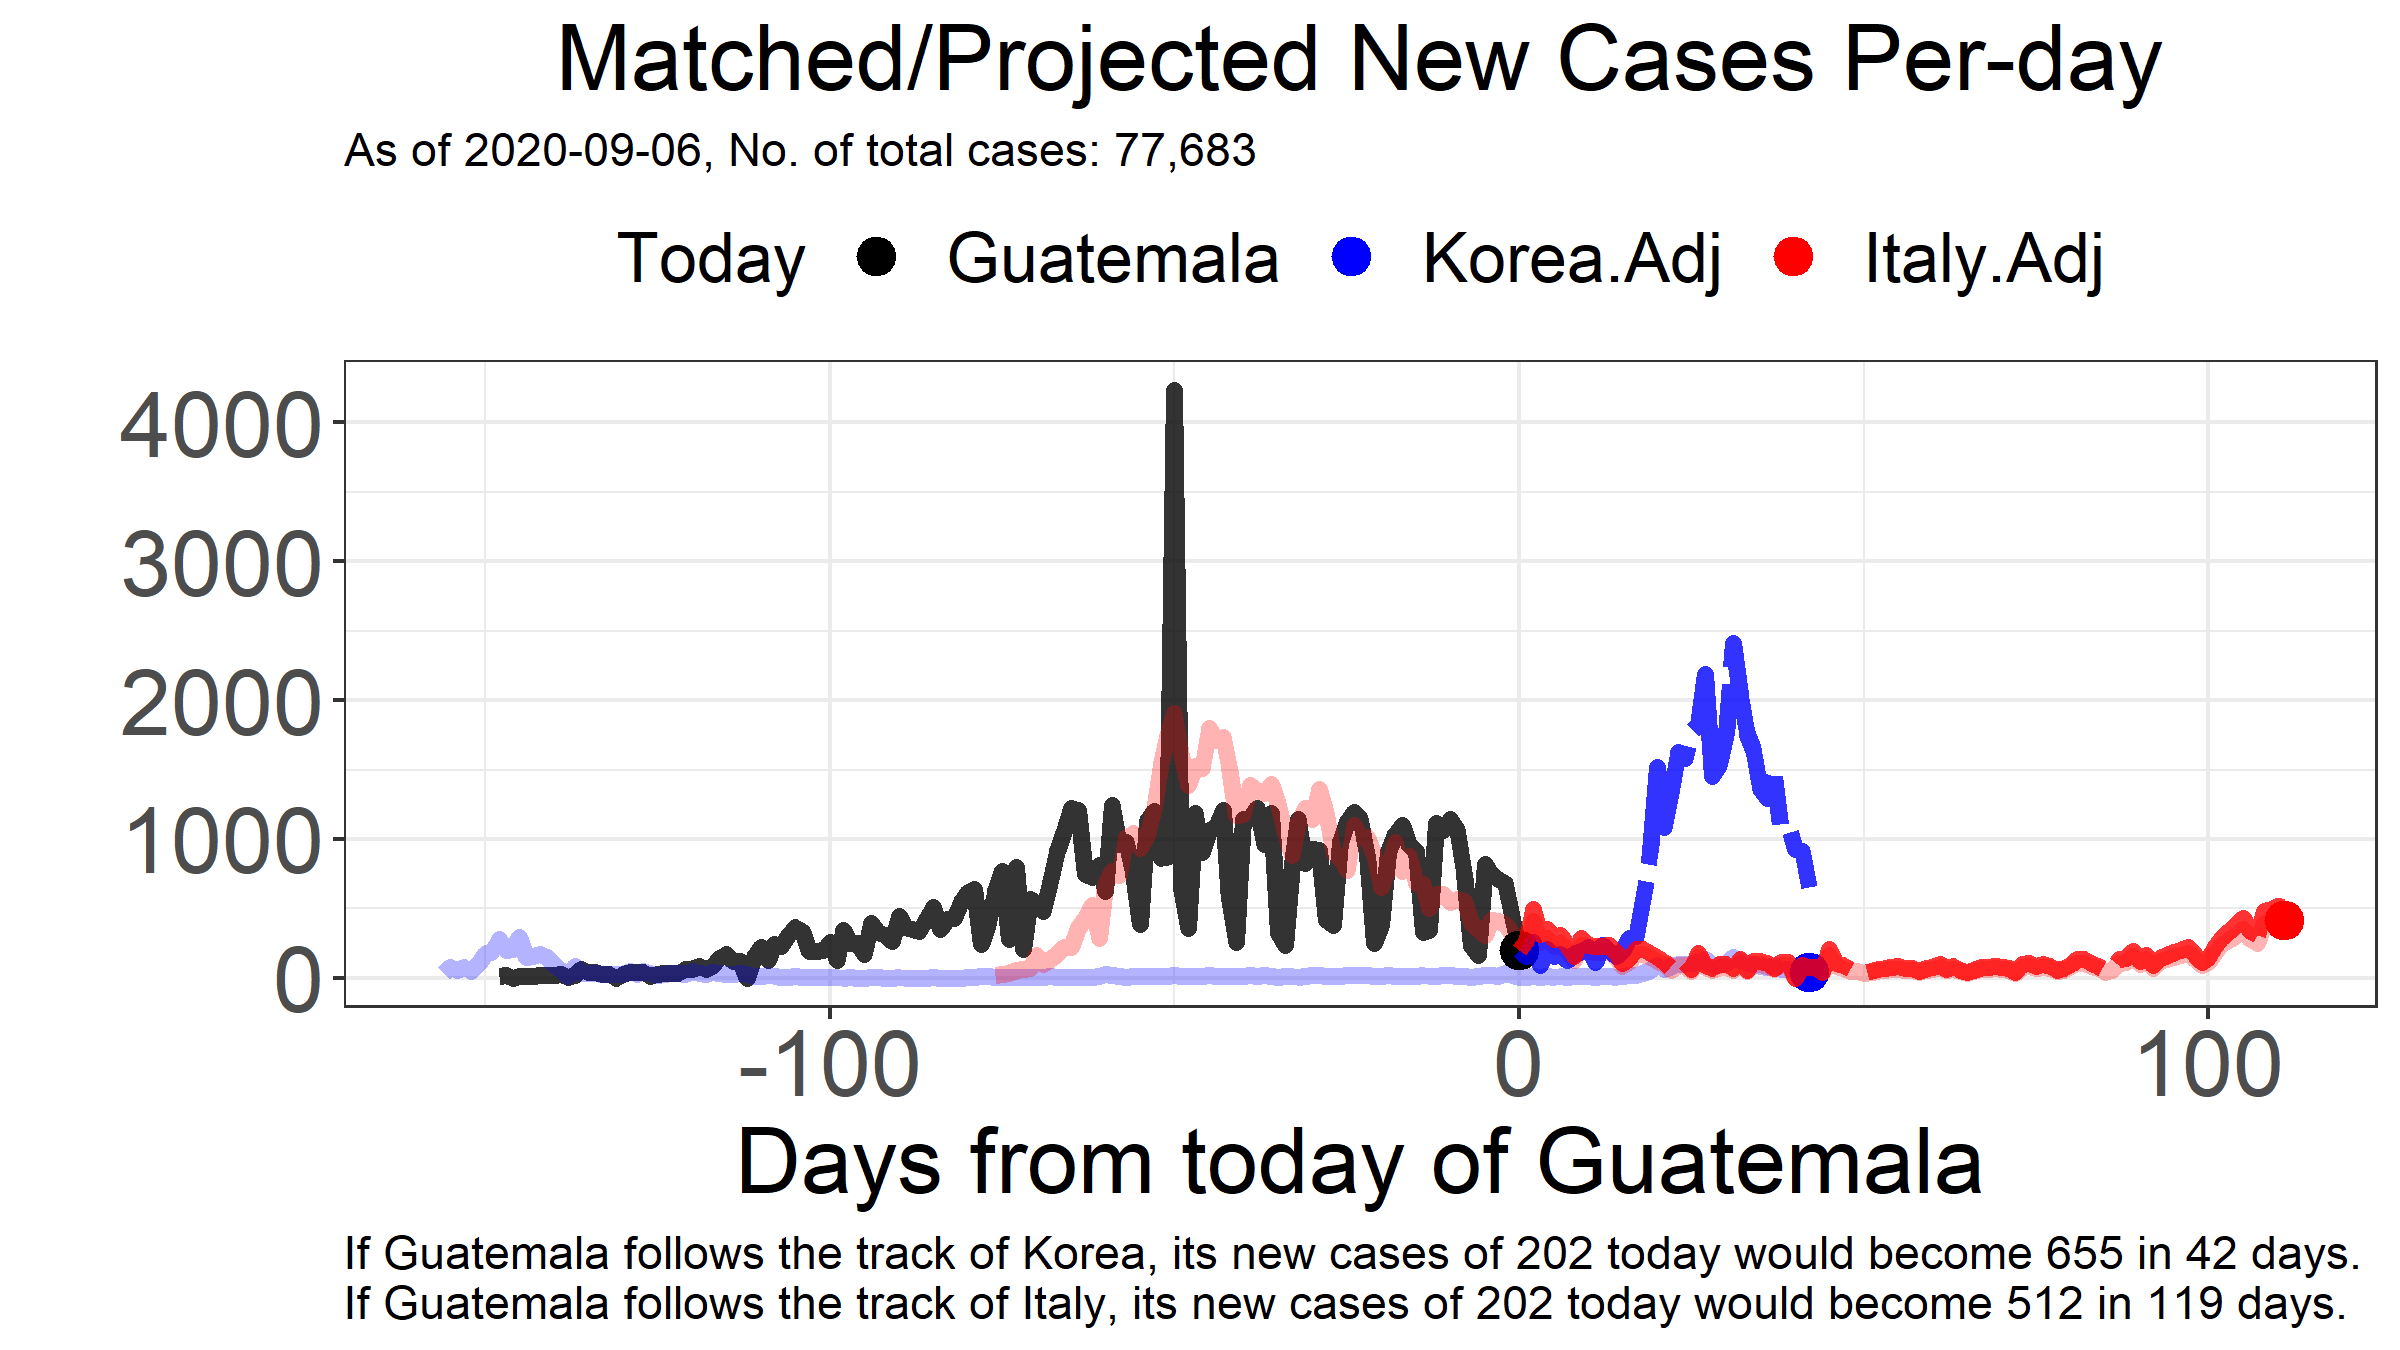 Matched/Projected New Cases Per-day
As of 2020-09-06, No. of total cases: 77,683
Today Guatemala Korea.Adj Italy.Adj
4000
3000
2000
1000
0
-100 0 100
Days from today of Guatemala
If Guatemala follows the track of Korea, its new cases of 202 today would become 655 in 42 days.
If Guatemala follows the track of Italy, its new cases of 202 today would become 512 in 119 days.